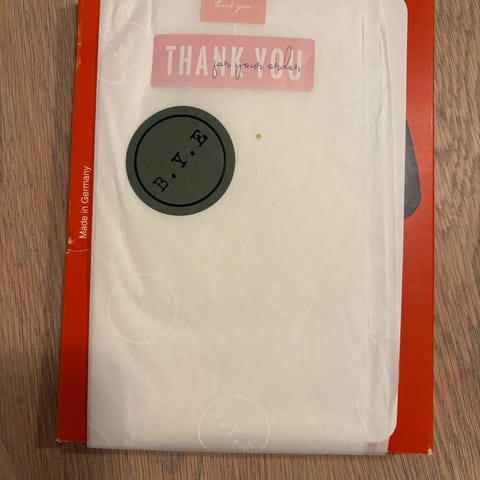 thank you
THANK YOU
for your order
B.Y.E
Made in Germany
B.Y.E